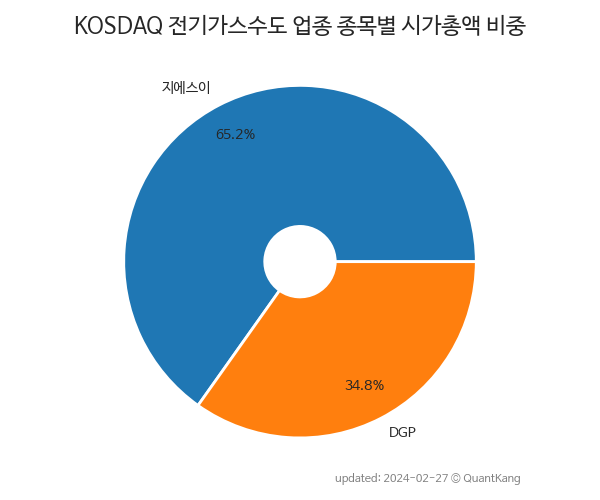 KOSDAQ 전기가스수도 업종 종목별 시가총액 비중
지에스이
65.2%
34.8%
DGP
updated: 2024-02-27 © QuantKang